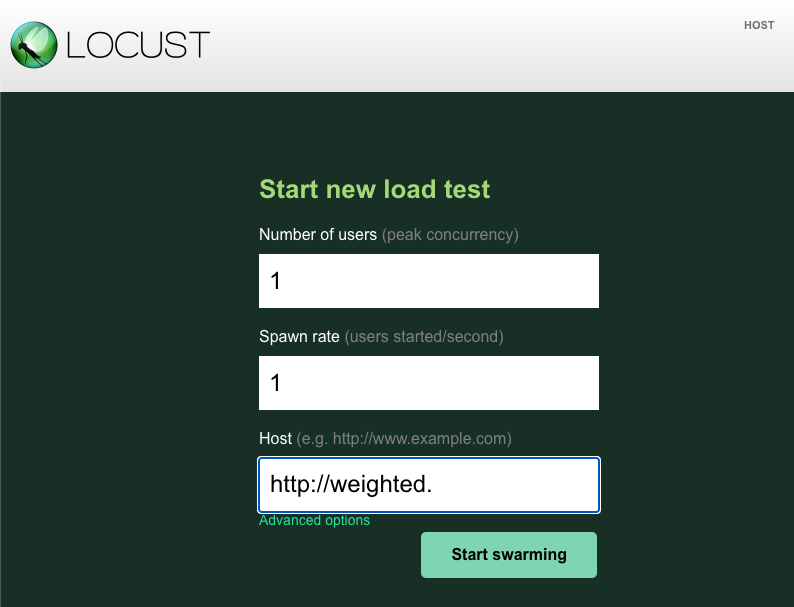 LOCUST
HOST
Start new load test
Number of users (peak concurrency)
1
Spawn rate (users started/second)
1
Host (e.g. http://www.example.com)
http://weighted.
Advanced options
Start swarming